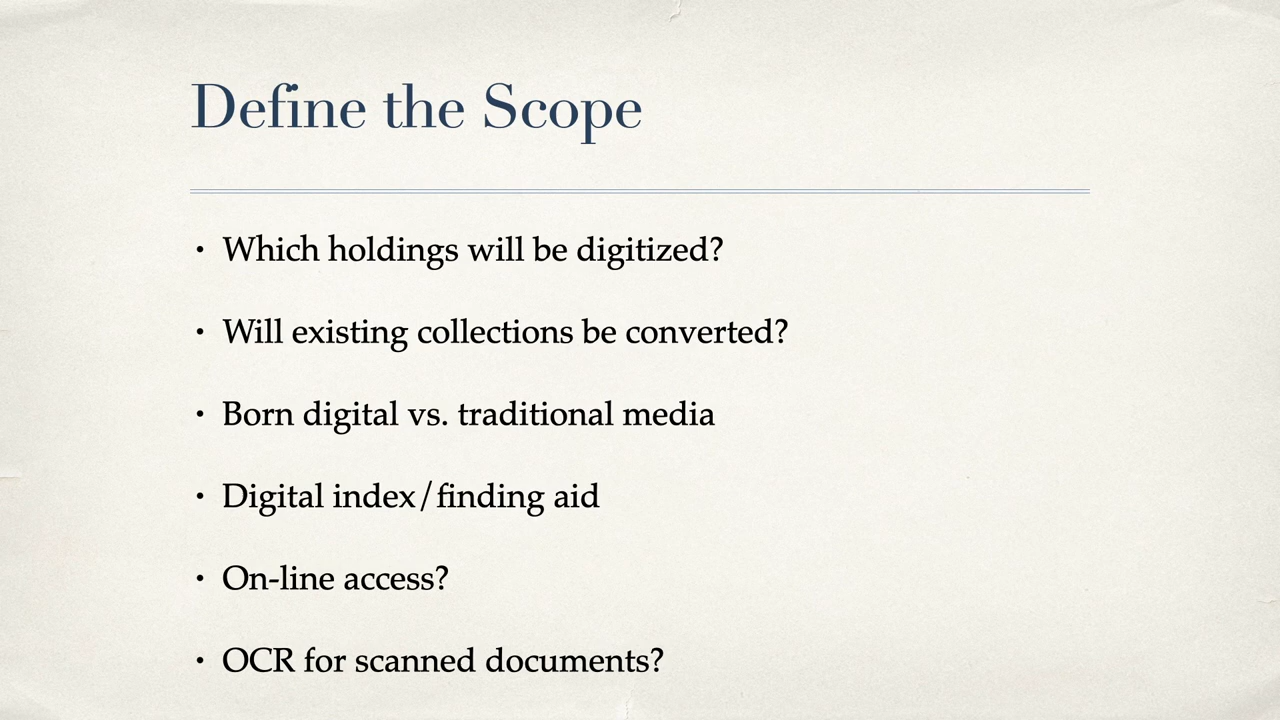 Define the Scope
• Which holdings will be digitized?
• Will existing collections be converted?
• Born digital vs. traditional media
• Digital index/finding aid
• On-line access?
• OCR for scanned documents?